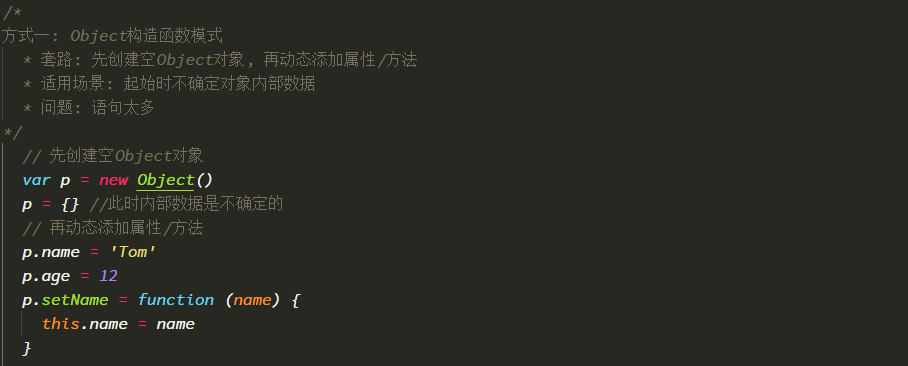 /*
方式一: Object构造函数模式
  * 套路: 先创建空Object对象, 再动态添加属性/方法
  * 适用场景: 起始时不确定对象内部数据
  * 问题: 语句太多
*/
  // 先创建空Object对象
  var p = new Object()
  p = {} //此时内部数据是不确定的
  // 再动态添加属性/方法
  p.name = 'Tom'
  p.age = 12
  p.setName = function (name) {
    this.name = name
  }